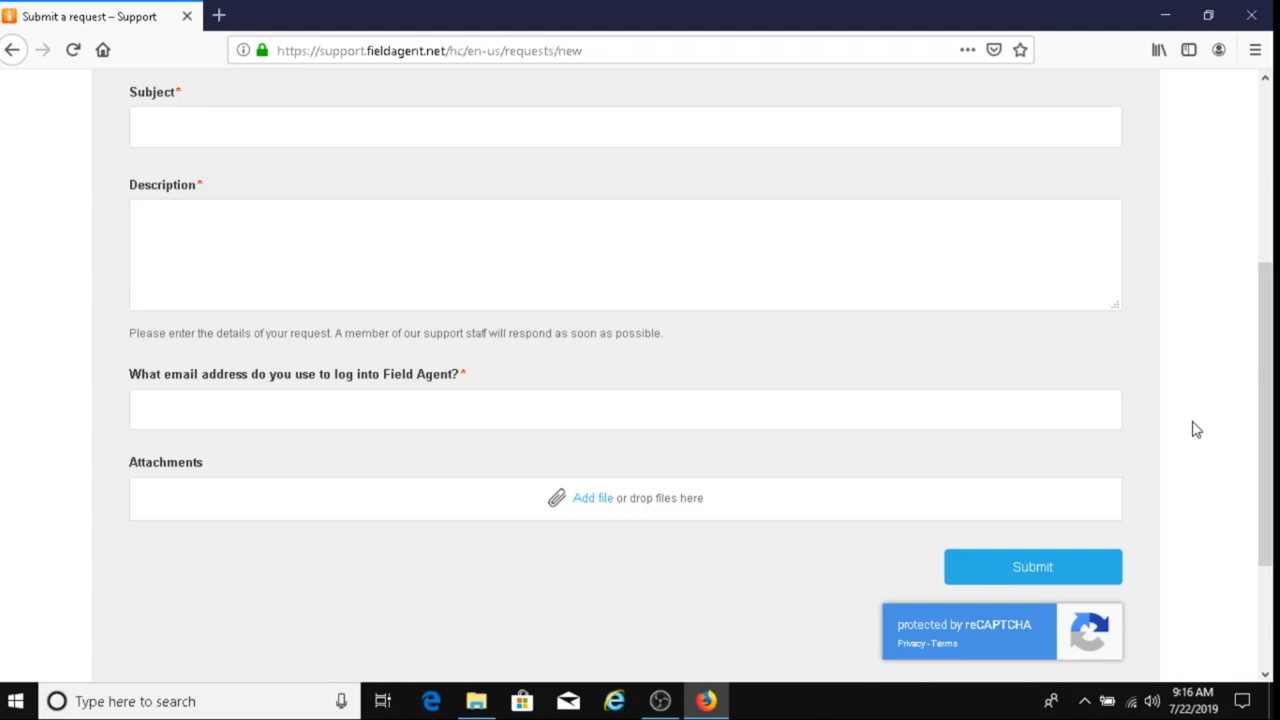 Submit a request – Support
https://support.fieldagent.net/hc/en-us/requests/new
Subject*
Description*
Please enter the details of your request. A member of our support staff will respond as soon as possible.
What email address do you use to log into Field Agent?*
Attachments
Add file or drop files here
Submit
protected by reCAPTCHA
Privacy - Terms
Type here to search
9:16 AM
7/22/2019